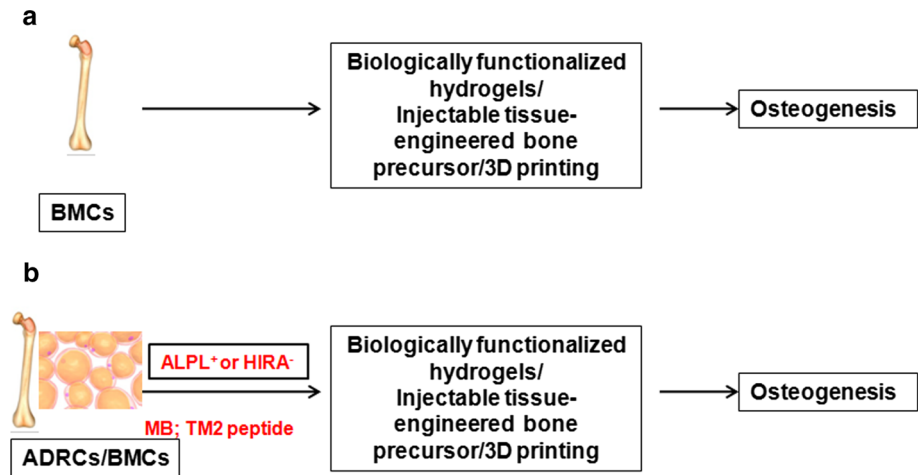 a
Biologically functionalized
hydrogels/
Injectable tissue-
engineered bone
precursor/3D printing
Osteogenesis
BMCs
b
ALPL⁺ or HIRA⁻
MB; TM2 peptide
Biologically functionalized
hydrogels/
Injectable tissue-
engineered bone
precursor/3D printing
Osteogenesis
ADRCs/BMCs